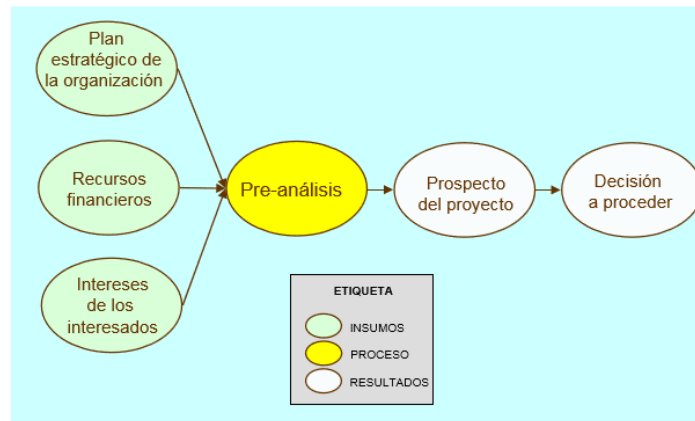 Plan
estratégico de
la organización
Recursos
financieros
Intereses
de los
interesados
Pre-análisis
Prospecto
del proyecto
Decisión
a proceder
ETIQUETA
INSUMOS
PROCESO
RESULTADOS